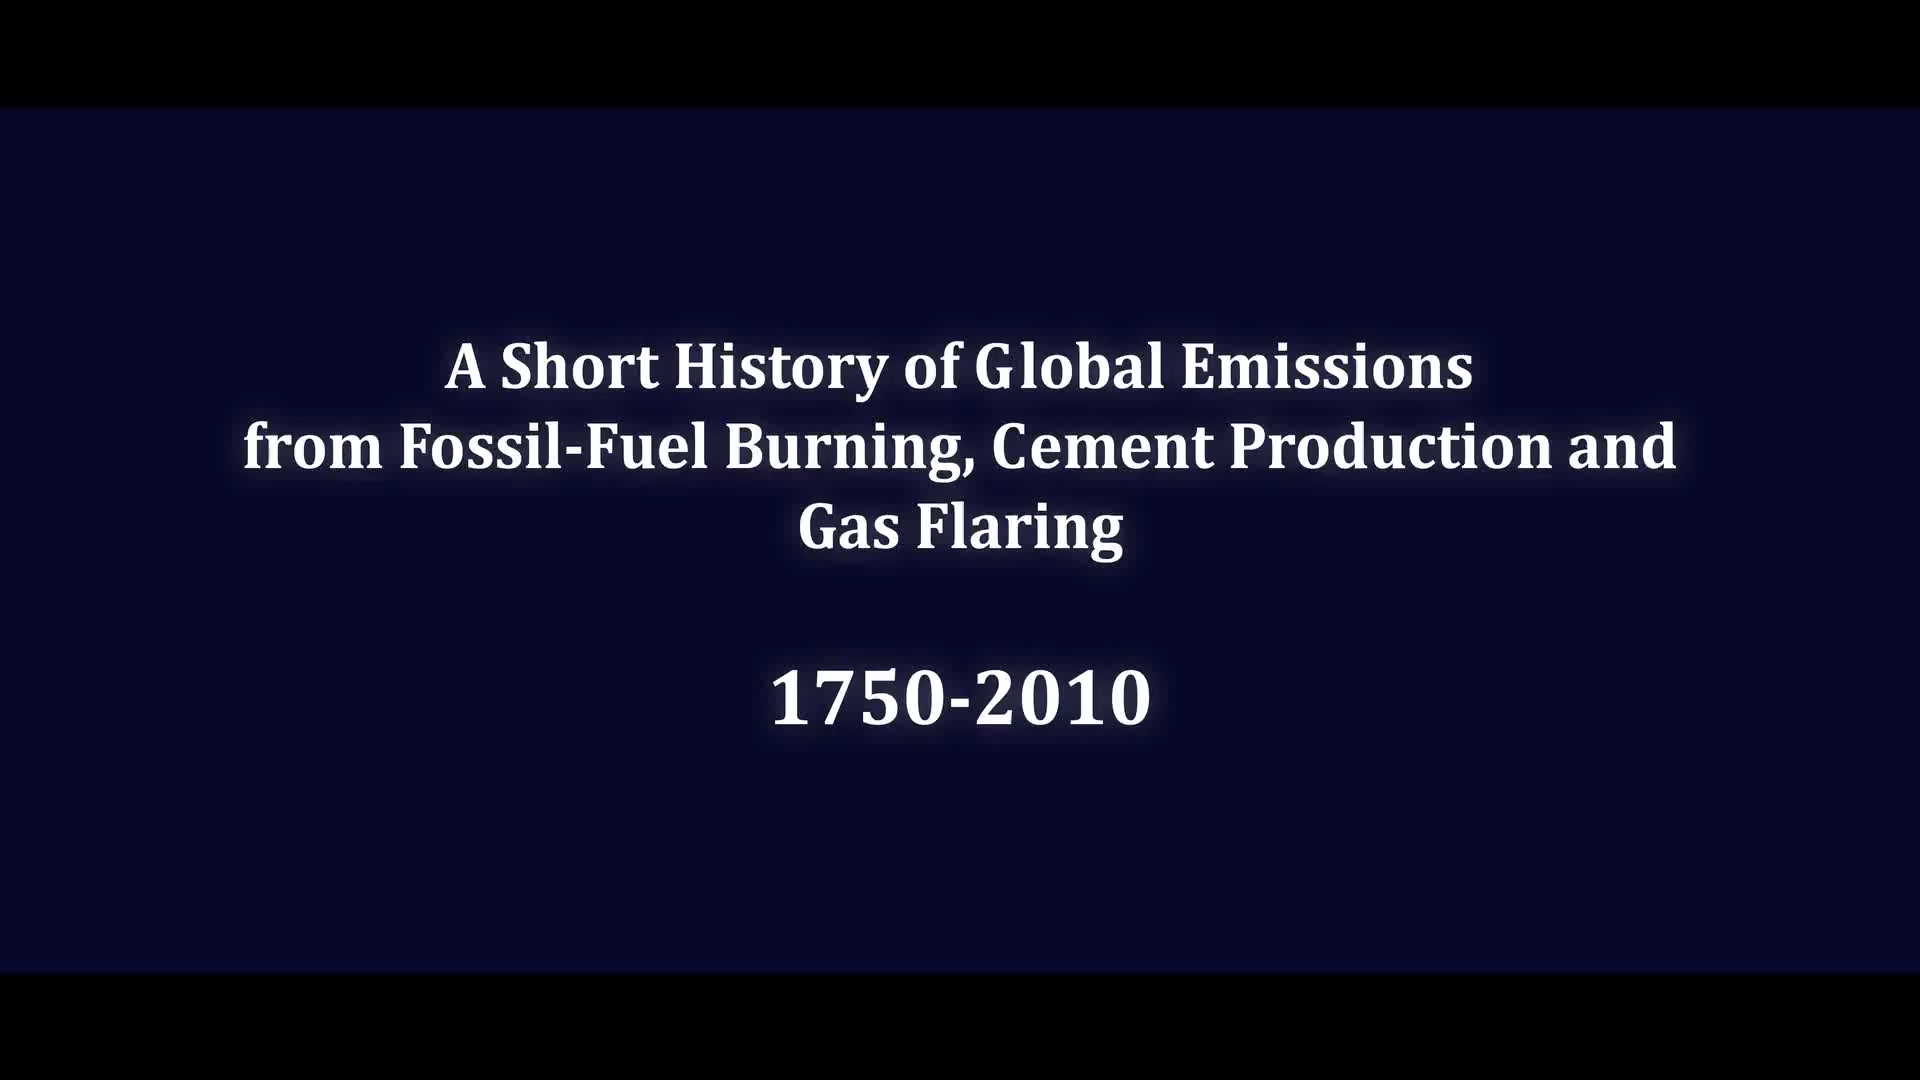 A Short History of Global Emissions
from Fossil-Fuel Burning, Cement Production and
Gas Flaring
1750-2010